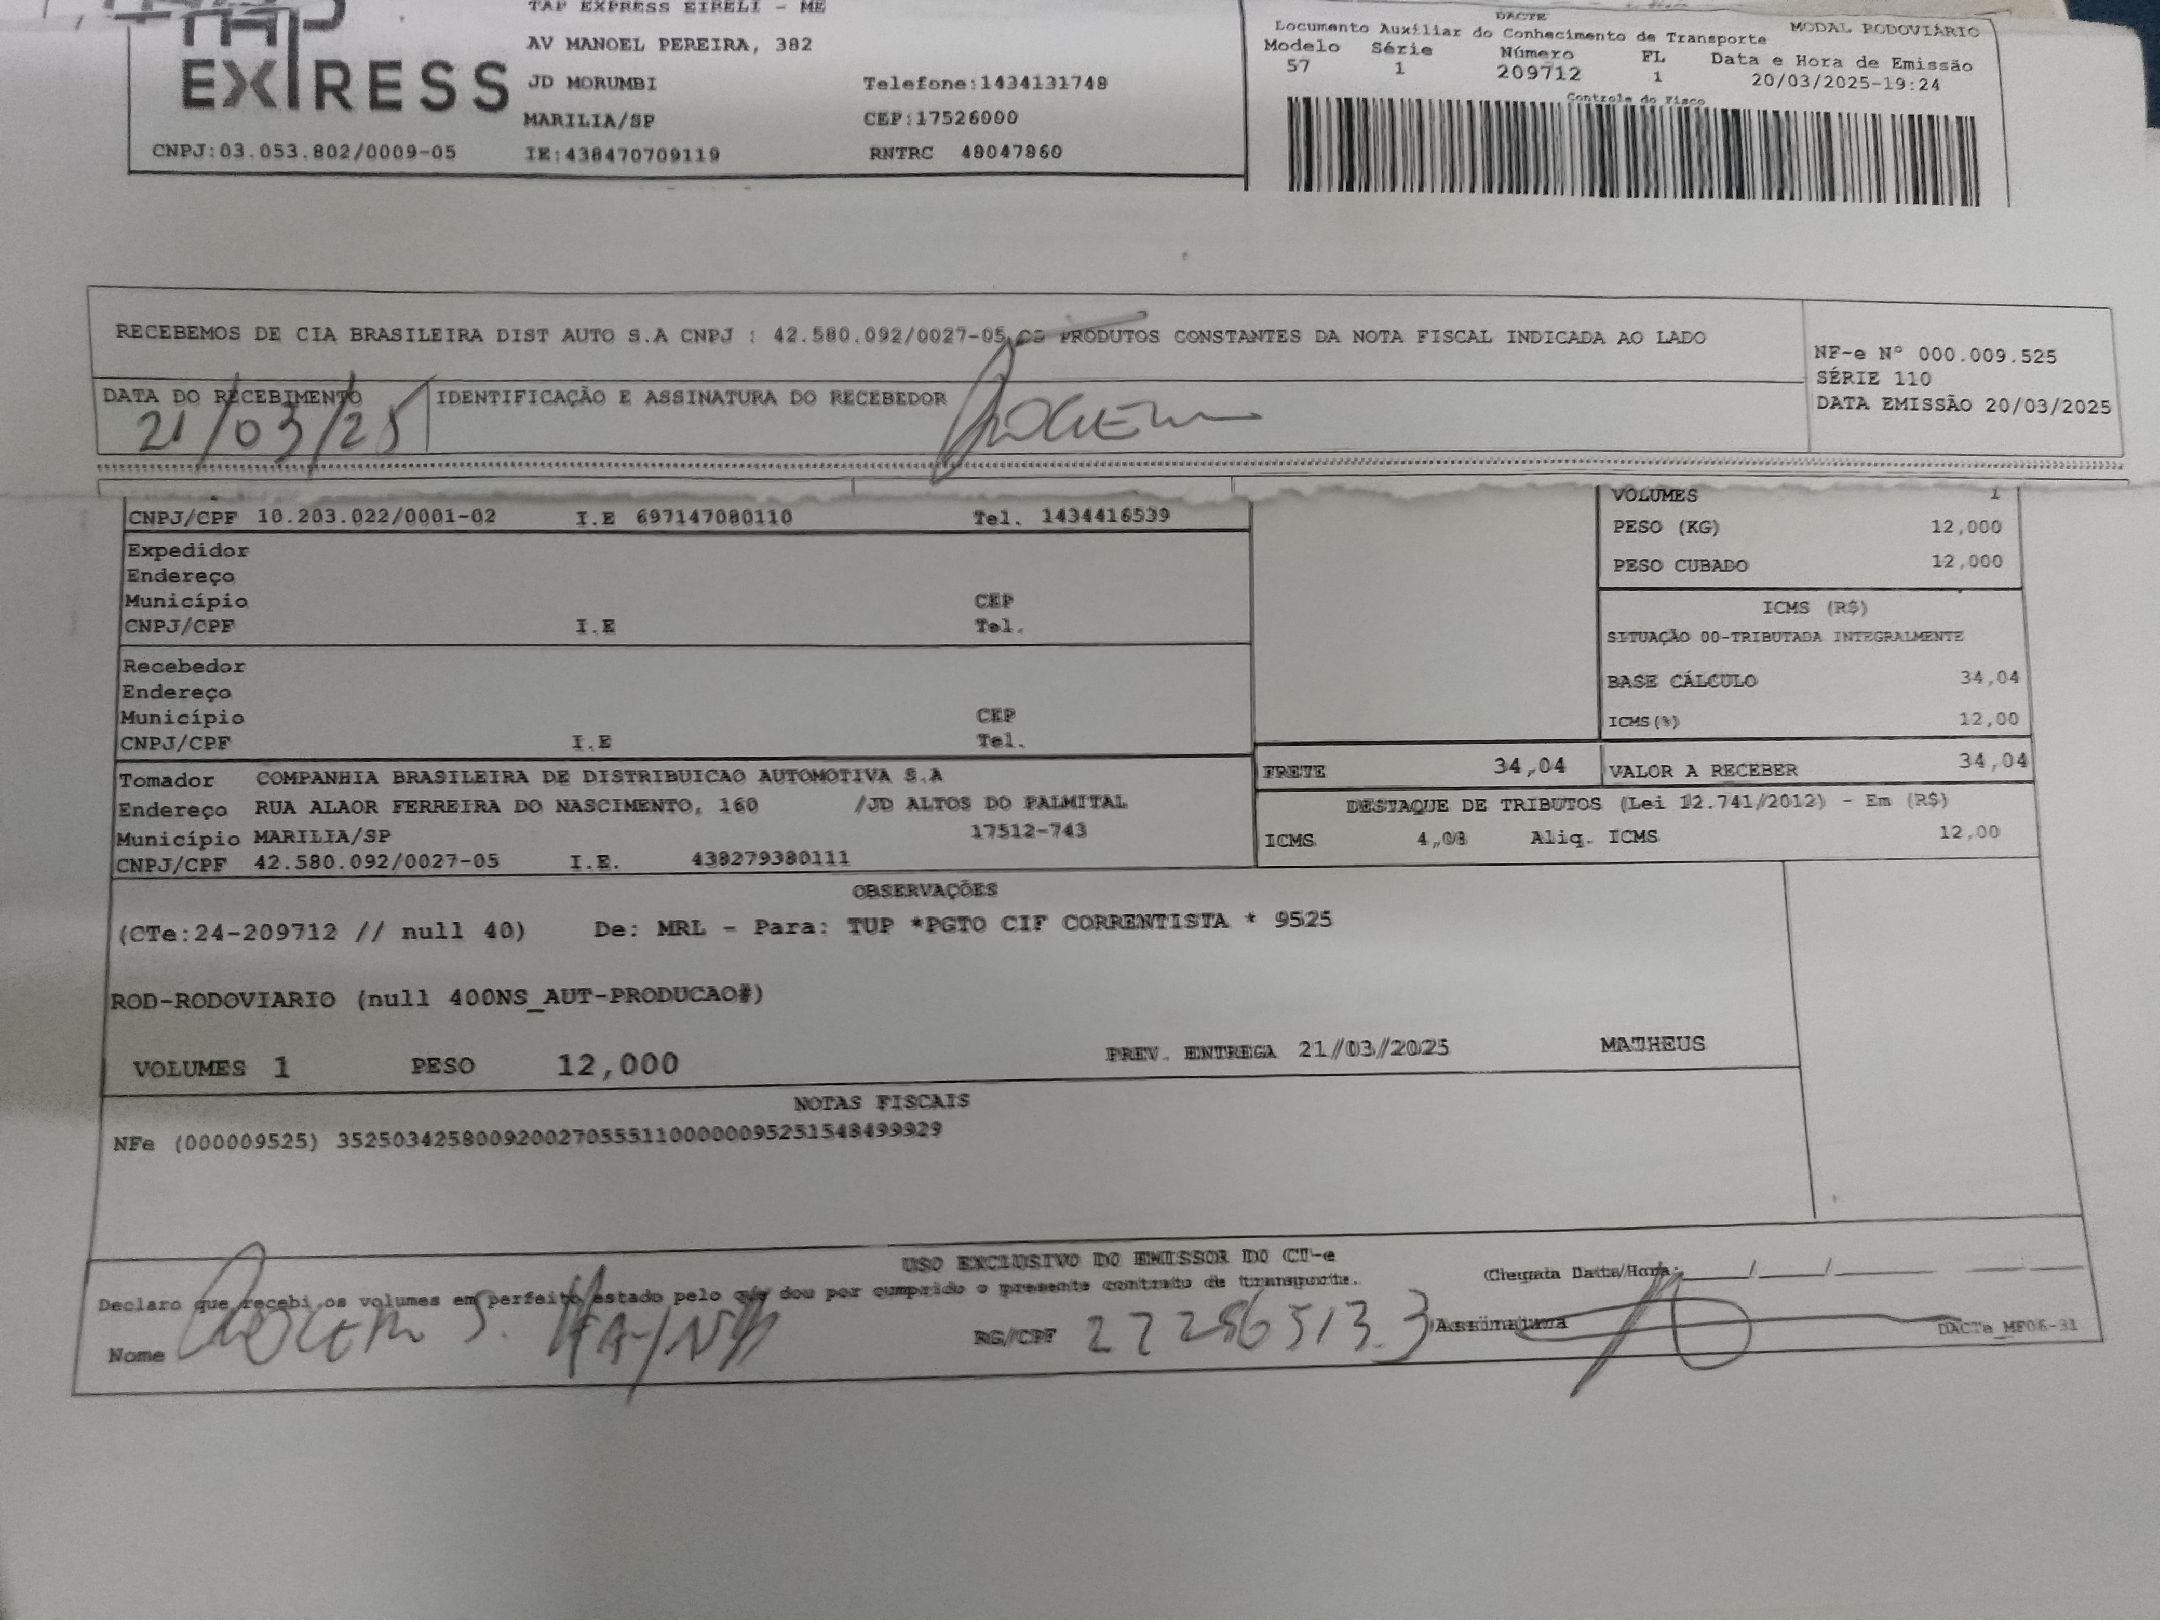 TAP EXPRESS
TAP EXPRESS EIRELI - ME
AV MANOEL PEREIRA, 382
JD MORUMBI Telefone:1434131748
MARILIA/SP CEP:17526000
CNPJ:03.053.802/0009-05 IE:438470709119 RNTRC 48047860
DACTE
Documento Auxiliar do Conhecimento de Transporte MODAL RODOVIÁRIO
Modelo Série Número FL Data e Hora de Emissão
57 1 209712 1 20/03/2025-19:24
Controle do Fisco
RECEBEMOS DE CIA BRASILEIRA DIST AUTO S.A CNPJ : 42.580.092/0027-05 OS PRODUTOS CONSTANTES DA NOTA FISCAL INDICADA AO LADO
NF-e Nº 000.009.525
SÉRIE 110
DATA EMISSÃO 20/03/2025
DATA DO RECEBIMENTO IDENTIFICAÇÃO E ASSINATURA DO RECEBEDOR
21/03/25
CNPJ/CPF 10.203.022/0001-02 I.E 697147080110 Tel. 1434416539
Expedidor
Endereço
Município CEP
CNPJ/CPF I.E Tel.
Recebedor
Endereço
Município CEP
CNPJ/CPF I.E Tel.
Tomador COMPANHIA BRASILEIRA DE DISTRIBUICAO AUTOMOTIVA S.A
Endereço RUA ALAOR FERREIRA DO NASCIMENTO, 160 /JD ALTOS DO PALMITAL
Município MARILIA/SP 17512-743
CNPJ/CPF 42.580.092/0027-05 I.E. 438279380111
VOLUMES 1
PESO (KG) 12,000
PESO CUBADO 12,000
ICMS (R$)
SITUAÇÃO 00-TRIBUTADA INTEGRALMENTE
BASE CÁLCULO 34,04
ICMS(%) 12,00
FRETE 34,04 VALOR A RECEBER 34,04
DESTAQUE DE TRIBUTOS (Lei 12.741/2012) - Em (R$)
ICMS 4,08 Aliq. ICMS 12,00
OBSERVAÇÕES
(CTe:24-209712 // null 40) De: MRL - Para: TUP *PGTO CIF CORRENTISTA * 9525
ROD-RODOVIARIO (null 400NS_AUT-PRODUCAO#)
VOLUMES 1 PESO 12,000 PREV. ENTREGA 21/03/2025 MATHEUS
NOTAS FISCAIS
NFe (000009525) 35250342580092002705551100000095251548499929
USO EXCLUSIVO DO EMISSOR DO CT-e
Declaro que recebi os volumes em perfeito estado pelo que dou por cumprido o presente contrato de transporte.
Chegada Data/Hora: / /
Nome RG/CPF 27286513.3 Assinatura
DACTe_MF06-31